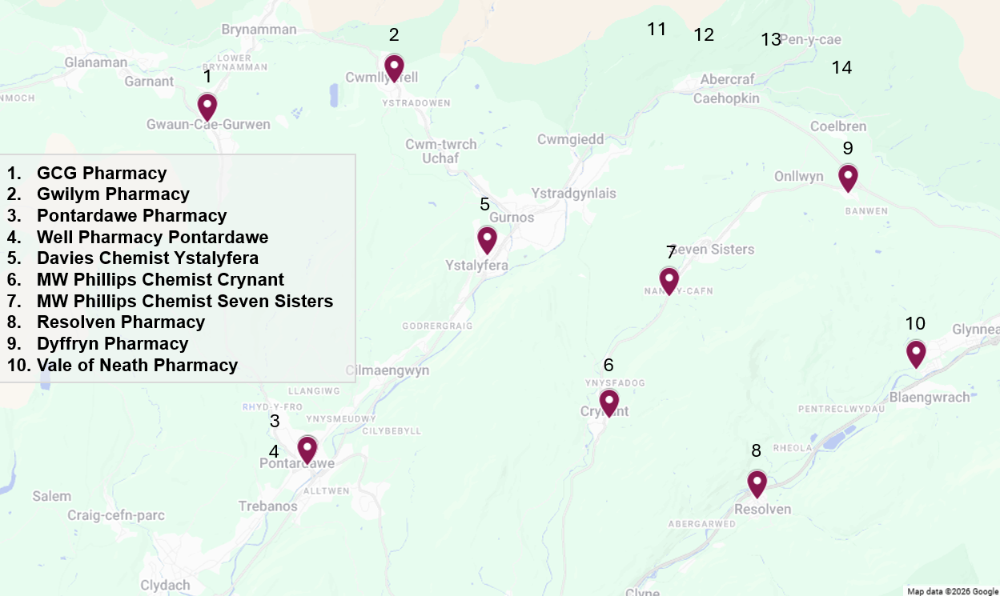 Brynamman
2
11
12
13
Pen-y-cae
Glanaman
LOWER
BRYNAMMAN
14
1
Garnant
Abercraf
Caehopkin
NMOCH
YSTRADOWEN
Gwaun-Cae-Gurwen
Coelbren
Cwmgiedd
Cwm-twrch
Uchaf
9
Onllwyn
Ystradgynlais
5
Gurnos
BANWEN
1. GCG Pharmacy
2. Gwilym Pharmacy
3. Pontardawe Pharmacy
4. Well Pharmacy Pontardawe
5. Davies Chemist Ystalyfera
6. MW Phillips Chemist Crynant
7. MW Phillips Chemist Seven Sisters
8. Resolven Pharmacy
9. Dyffryn Pharmacy
10. Vale of Neath Pharmacy
7
Seven Sisters
Ystalyfera
GODRERGRAIG
10
Glynnea
6
Cilmaengwyn
YNYSFADOG
LLANGIWG
Blaengwrach
RHYD-Y-FRO
PENTRECLWYDAU
3
YNYSMEUDWY
CILYBEBYLL
4
8
RHEOLA
Pontardawe
ALLTWEN
Salem
Trebanos
Resolven
Craig-cefn-parc
ABERGARWED
Clydach
Clyne
Map data ©2026 Google